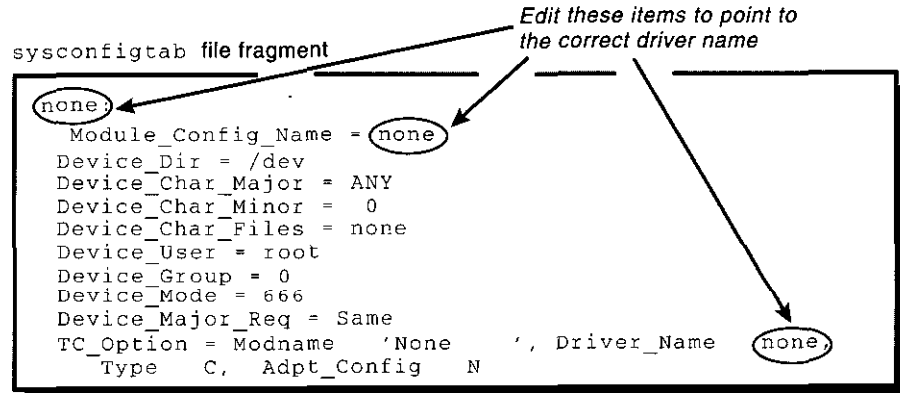 Edit these items to point to
the correct driver name
sysconfigtab file fragment
none:
Module_Config_Name = none
Device_Dir = /dev
Device_Char_Major = ANY
Device_Char_Minor = 0
Device_Char_Files = none
Device_User = root
Device_Group = 0
Device_Mode = 666
Device_Major_Req = Same
TC_Option = Modname 'None ', Driver_Name none,
Type C, Adpt_Config N